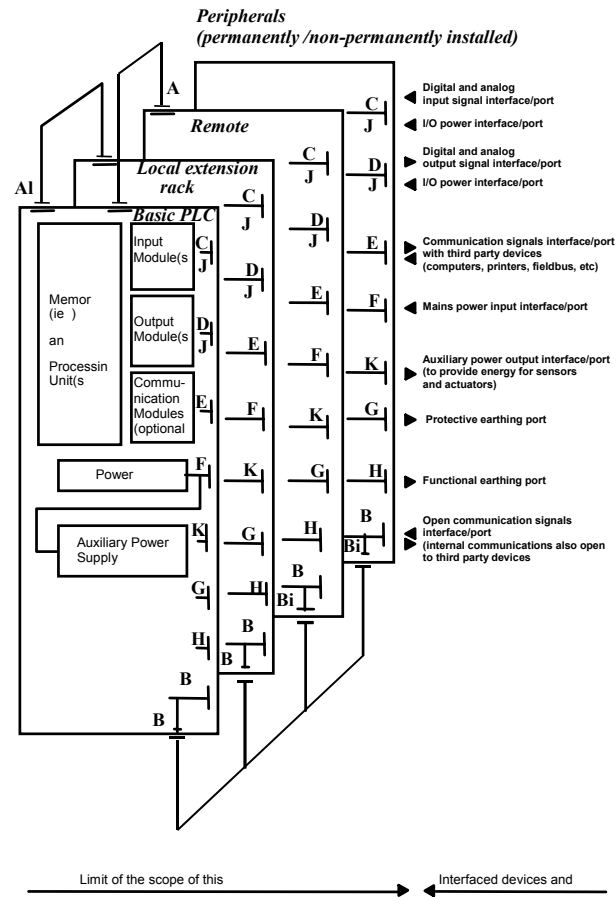 Peripherals
(permanently /non-permanently installed)
A
Remote
Al
Local extension
rack
Basic PLC
Input
Module(s
Memor
(ie )
an
Processin
Unit(s
Output
Module(s
Commu-
nication
Modules
(optional
Power
Auxiliary Power
Supply
C
J
D
J
E
F
K
G
H
B
B
C
J
D
J
E
F
K
G
H
B
B
C
J
D
J
E
F
K
G
H
B
Bi
C
J
D
J
E
F
K
G
H
B
Bi
Digital and analog
input signal interface/port
I/O power interface/port
Digital and analog
output signal interface/port
I/O power interface/port
Communication signals interface/port
with third party devices
(computers, printers, fieldbus, etc)
Mains power input interface/port
Auxiliary power output interface/port
(to provide energy for sensors
and actuators)
Protective earthing port
Functional earthing port
Open communication signals
interface/port
(internal communications also open
to third party devices
Limit of the scope of this
Interfaced devices and